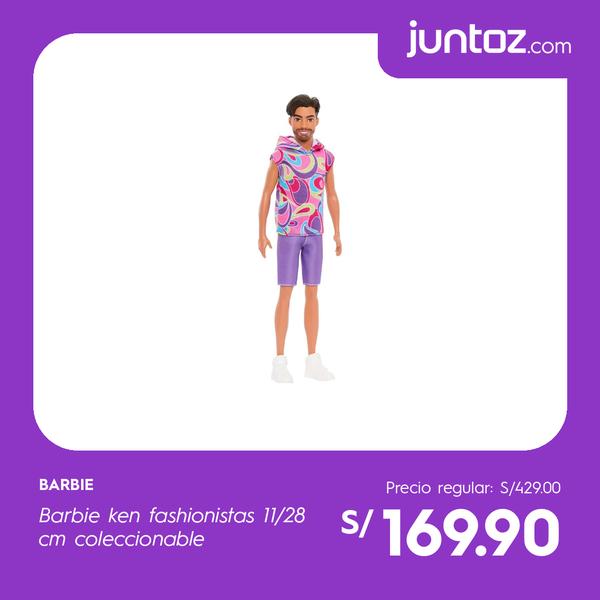 juntoz.com
BARBIE
Barbie ken fashionistas 11/28
cm coleccionable
Precio regular: S/429.00
S/169.90